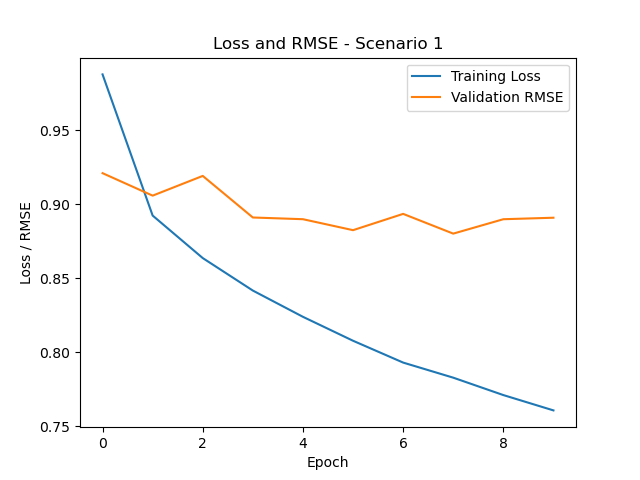 Loss and RMSE - Scenario 1
Training Loss
Validation RMSE
Loss / RMSE
0.95
0.90
0.85
0.80
0.75
0 2 4 6 8
Epoch